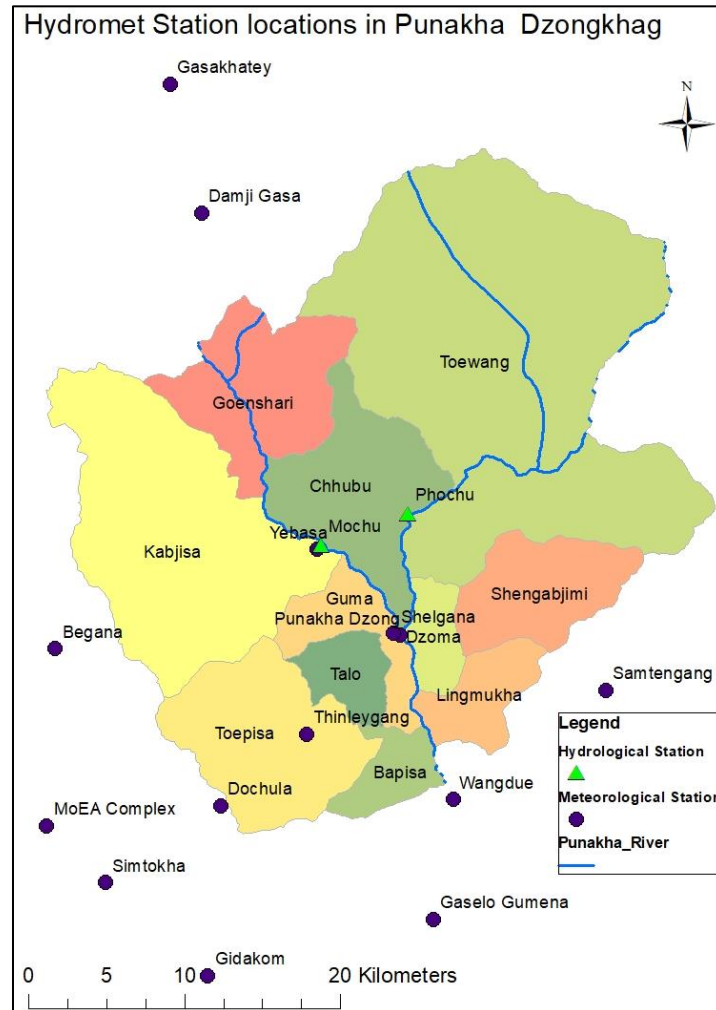 Hydromet Station locations in Punakha Dzongkhag
Gasakhatey
N
Damji Gasa
Toewang
Goenshari
Chhubu
Phochu
Mochu
Yebasa
Kabjisa
Shengabjimi
Guma
Punakha Dzong
Shelgana
Dzoma
Begana
Talo
Samtengang
Lingmukha
Thinleygang
Toepisa
Bapisa
Wangdue
Dochula
MoEA Complex
Simtokha
Gaselo Gumena
Gidakom
Legend
Hydrological Station
Meteorological Station
Punakha_River
0 5 10 20 Kilometers